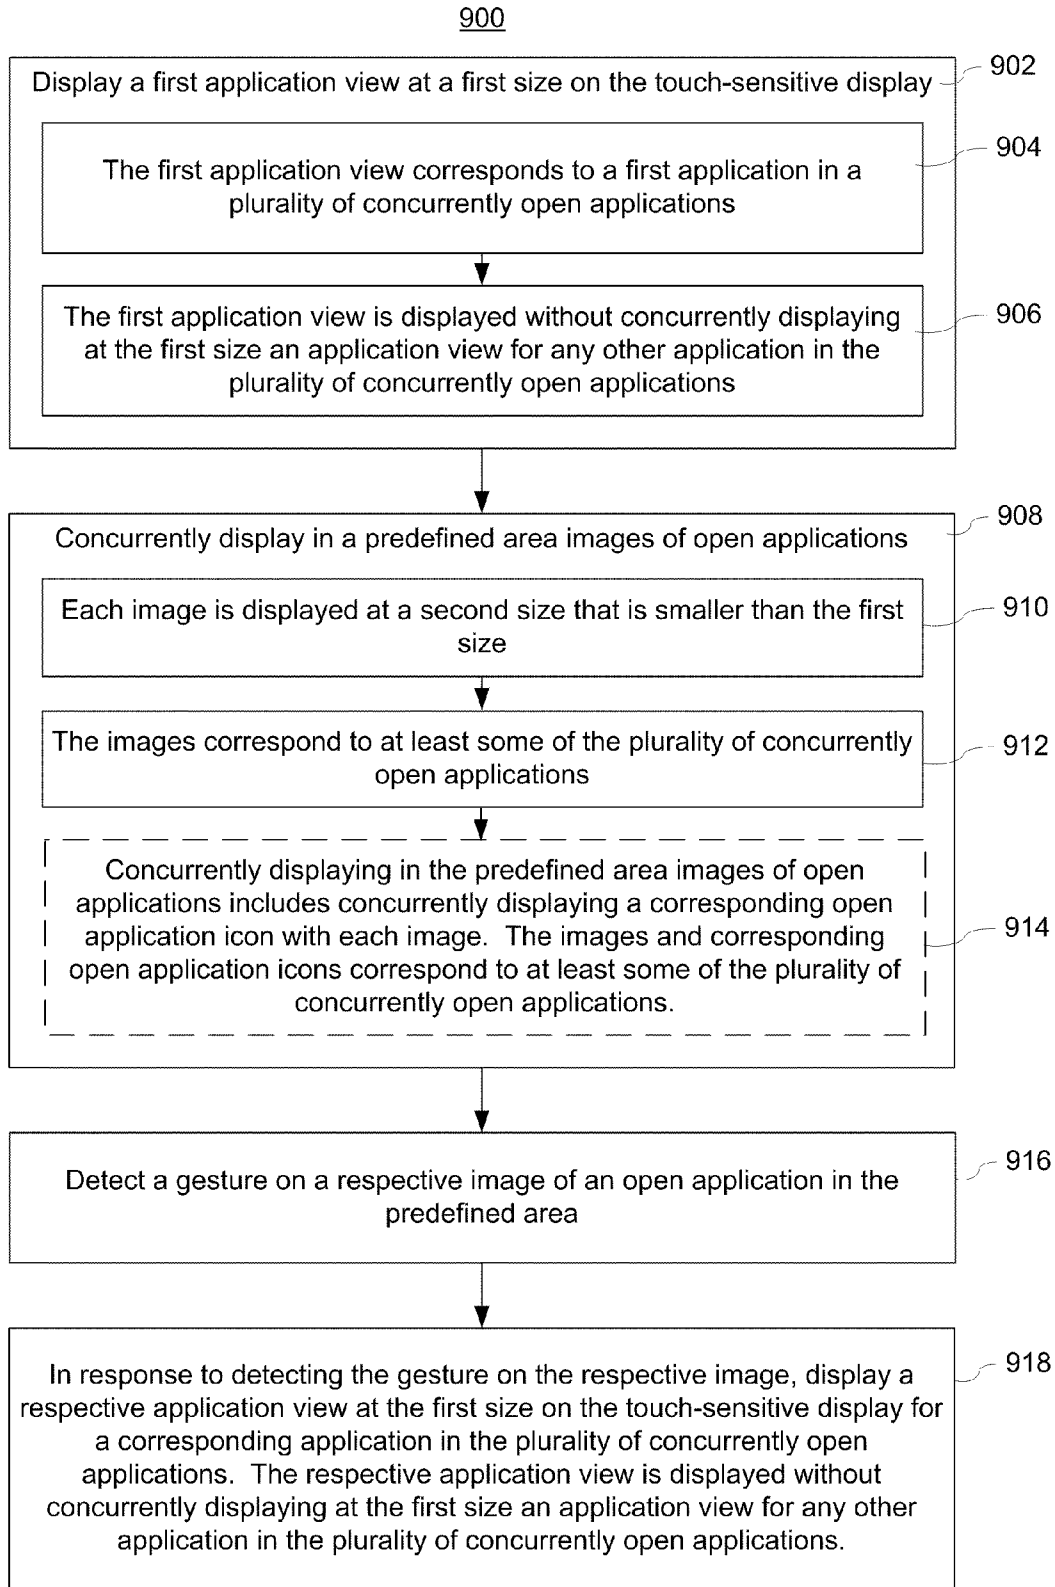 900
Display a first application view at a first size on the touch-sensitive display
902
The first application view corresponds to a first application in a
plurality of concurrently open applications
904
The first application view is displayed without concurrently displaying
at the first size an application view for any other application in the
plurality of concurrently open applications
906
Concurrently display in a predefined area images of open applications
908
Each image is displayed at a second size that is smaller than the first
size
910
The images correspond to at least some of the plurality of concurrently
open applications
912
Concurrently displaying in the predefined area images of open
applications includes concurrently displaying a corresponding open
application icon with each image.  The images and corresponding
open application icons correspond to at least some of the plurality of
concurrently open applications.
914
Detect a gesture on a respective image of an open application in the
predefined area
916
In response to detecting the gesture on the respective image, display a
respective application view at the first size on the touch-sensitive display for
a corresponding application in the plurality of concurrently open
applications.  The respective application view is displayed without
concurrently displaying at the first size an application view for any other
application in the plurality of concurrently open applications.
918